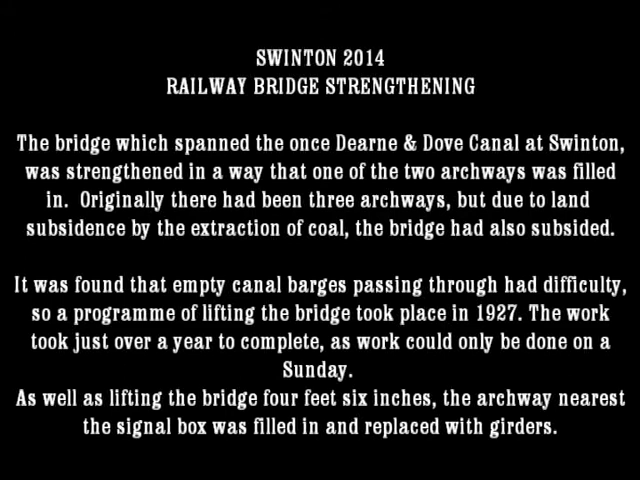 SWINTON 2014
RAILWAY BRIDGE STRENGTHENING
The bridge which spanned the once Dearne & Dove Canal at Swinton,
was strengthened in a way that one of the two archways was filled
in.  Originally there had been three archways, but due to land
subsidence by the extraction of coal, the bridge had also subsided.
It was found that empty canal barges passing through had difficulty,
so a programme of lifting the bridge took place in 1927. The work
took just over a year to complete, as work could only be done on a
Sunday.
As well as lifting the bridge four feet six inches, the archway nearest
the signal box was filled in and replaced with girders.